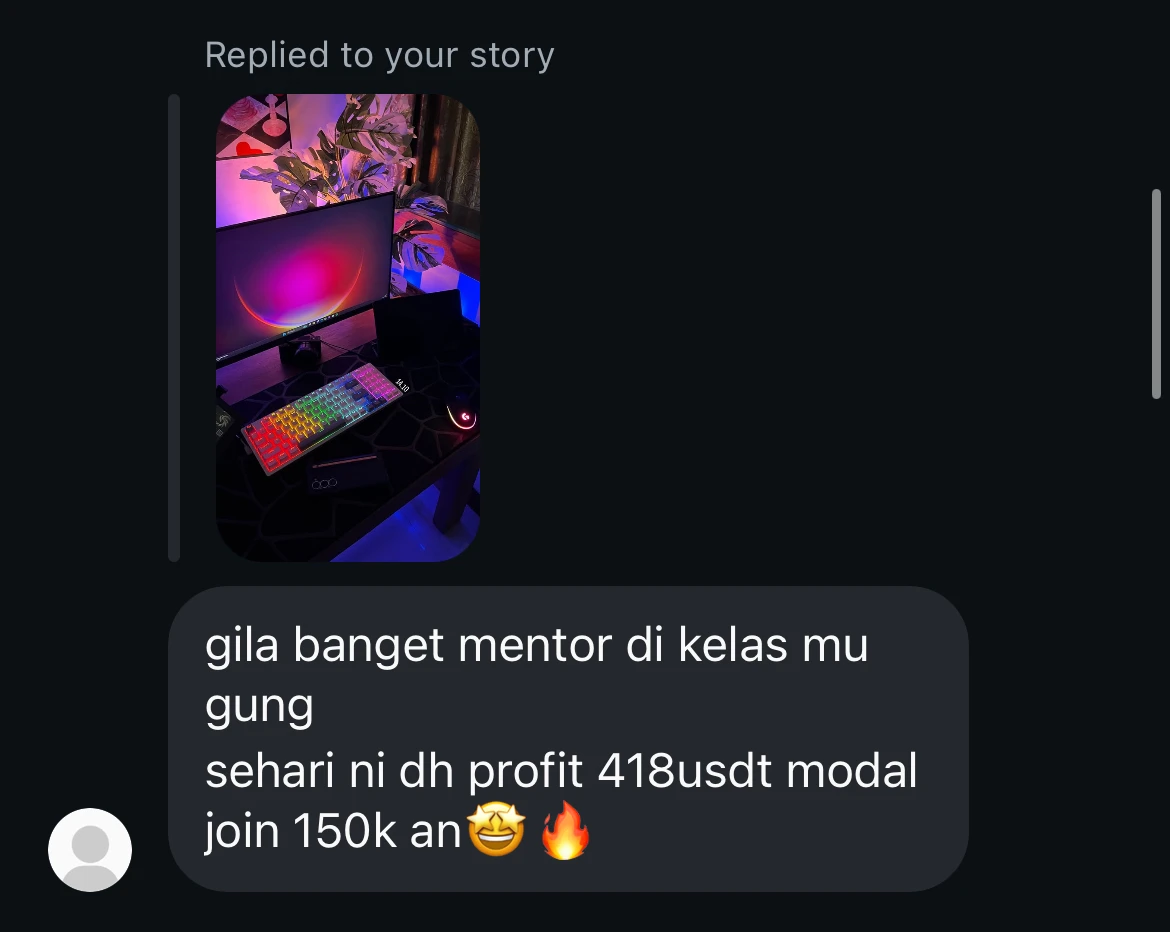 Replied to your story
14.10
gila banget mentor di kelas mu
gung
sehari ni dh profit 418usdt modal
join 150k an🤩🔥